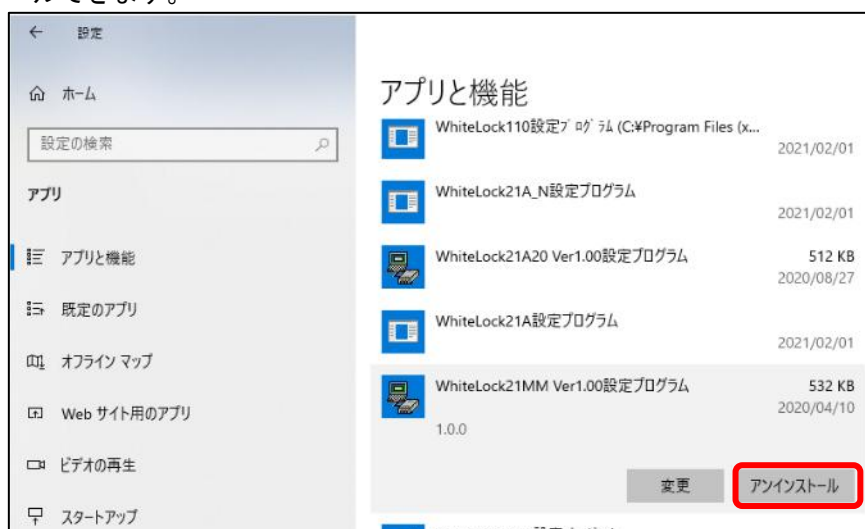 ルできます。
← 設定
ホーム
設定の検索
アプリ
アプリと機能
既定のアプリ
オフライン マップ
Web サイト用のアプリ
ビデオの再生
スタートアップ
アプリと機能
WhiteLock110設定ﾌﾟﾛｸﾞﾗﾑ (C:¥Program Files (x...
2021/02/01
WhiteLock21A_N設定プログラム
2021/02/01
WhiteLock21A20 Ver1.00設定プログラム 512 KB
2020/08/27
WhiteLock21A設定プログラム
2021/02/01
WhiteLock21MM Ver1.00設定プログラム 532 KB
2020/04/10
1.0.0
変更 アンインストール